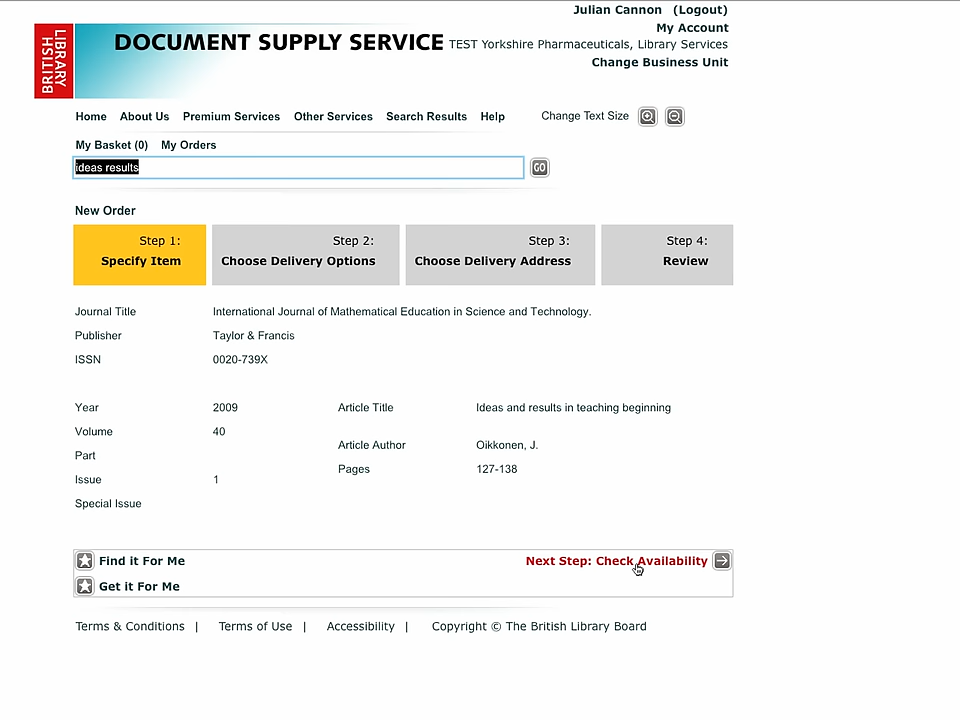 Julian Cannon (Logout)
My Account
BRITISH
LIBRARY
DOCUMENT SUPPLY SERVICE TEST Yorkshire Pharmaceuticals, Library Services
Change Business Unit
Home About Us Premium Services Other Services Search Results Help Change Text Size
My Basket (0) My Orders
ideas results GO
New Order
Step 1: Step 2: Step 3: Step 4:
Specify Item Choose Delivery Options Choose Delivery Address Review
Journal Title International Journal of Mathematical Education in Science and Technology.
Publisher Taylor & Francis
ISSN 0020-739X
Year 2009 Article Title Ideas and results in teaching beginning
Volume 40
Article Author Oikkonen, J.
Part
Pages 127-138
Issue 1
Special Issue
Find it For Me Next Step: Check Availability
Get it For Me
Terms & Conditions | Terms of Use | Accessibility | Copyright © The British Library Board